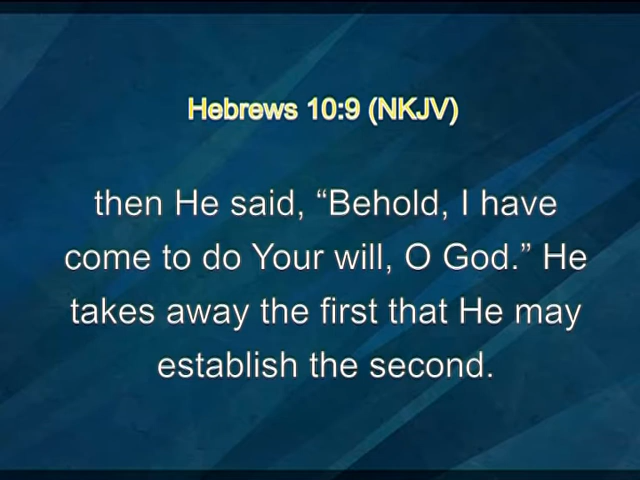 Hebrews 10:9 (NKJV)
then He said, “Behold, I have
come to do Your will, O God.” He
takes away the first that He may
establish the second.